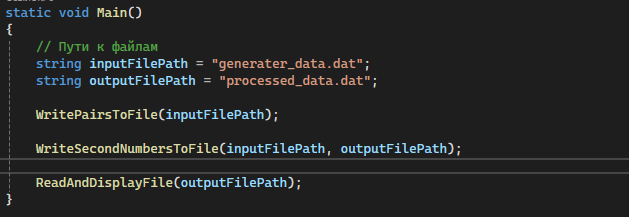 static void Main()
{
// Пути к файлам
string inputFilePath = "generater_data.dat";
string outputFilePath = "processed_data.dat";
WritePairsToFile(inputFilePath);
WriteSecondNumbersToFile(inputFilePath, outputFilePath);
ReadAndDisplayFile(outputFilePath);
}